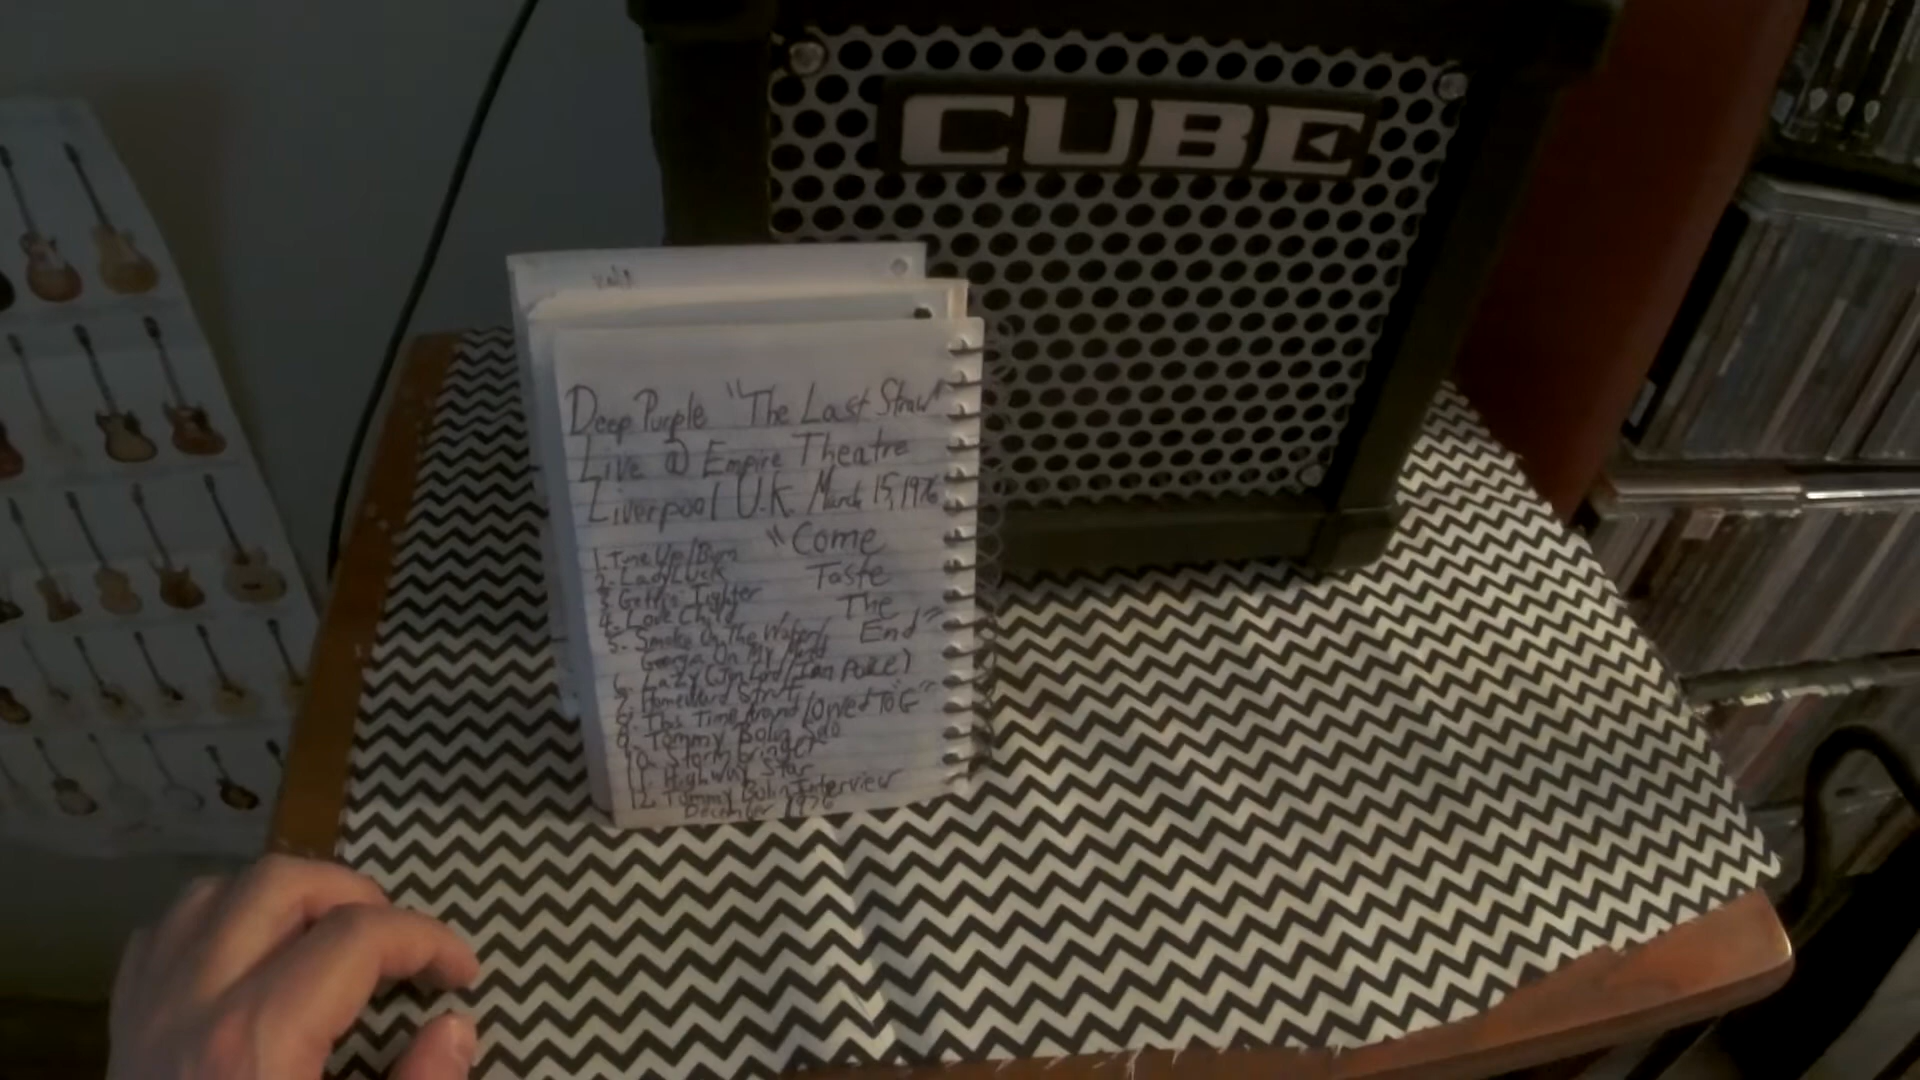 CUBE
Deep Purple "The Last Straw"
Live @ Empire Theatre
Liverpool U.K. March 15, 1976
"Come
Taste
The
End"
1. Tune Up/Burn
2. Lady Luck
3. Gettin' Tighter
4. Love Child
5. Smoke On The Water/
Georgia On My Mind
6. Lazy (Jon Lord/Ian Paice)
7. Homeward Strut
8. This Time Around/Owed To "G"
9. Tommy Bolin Solo
10. Stormbringer
11. Highway Star
12. Tommy Bolin Interview
December 1976